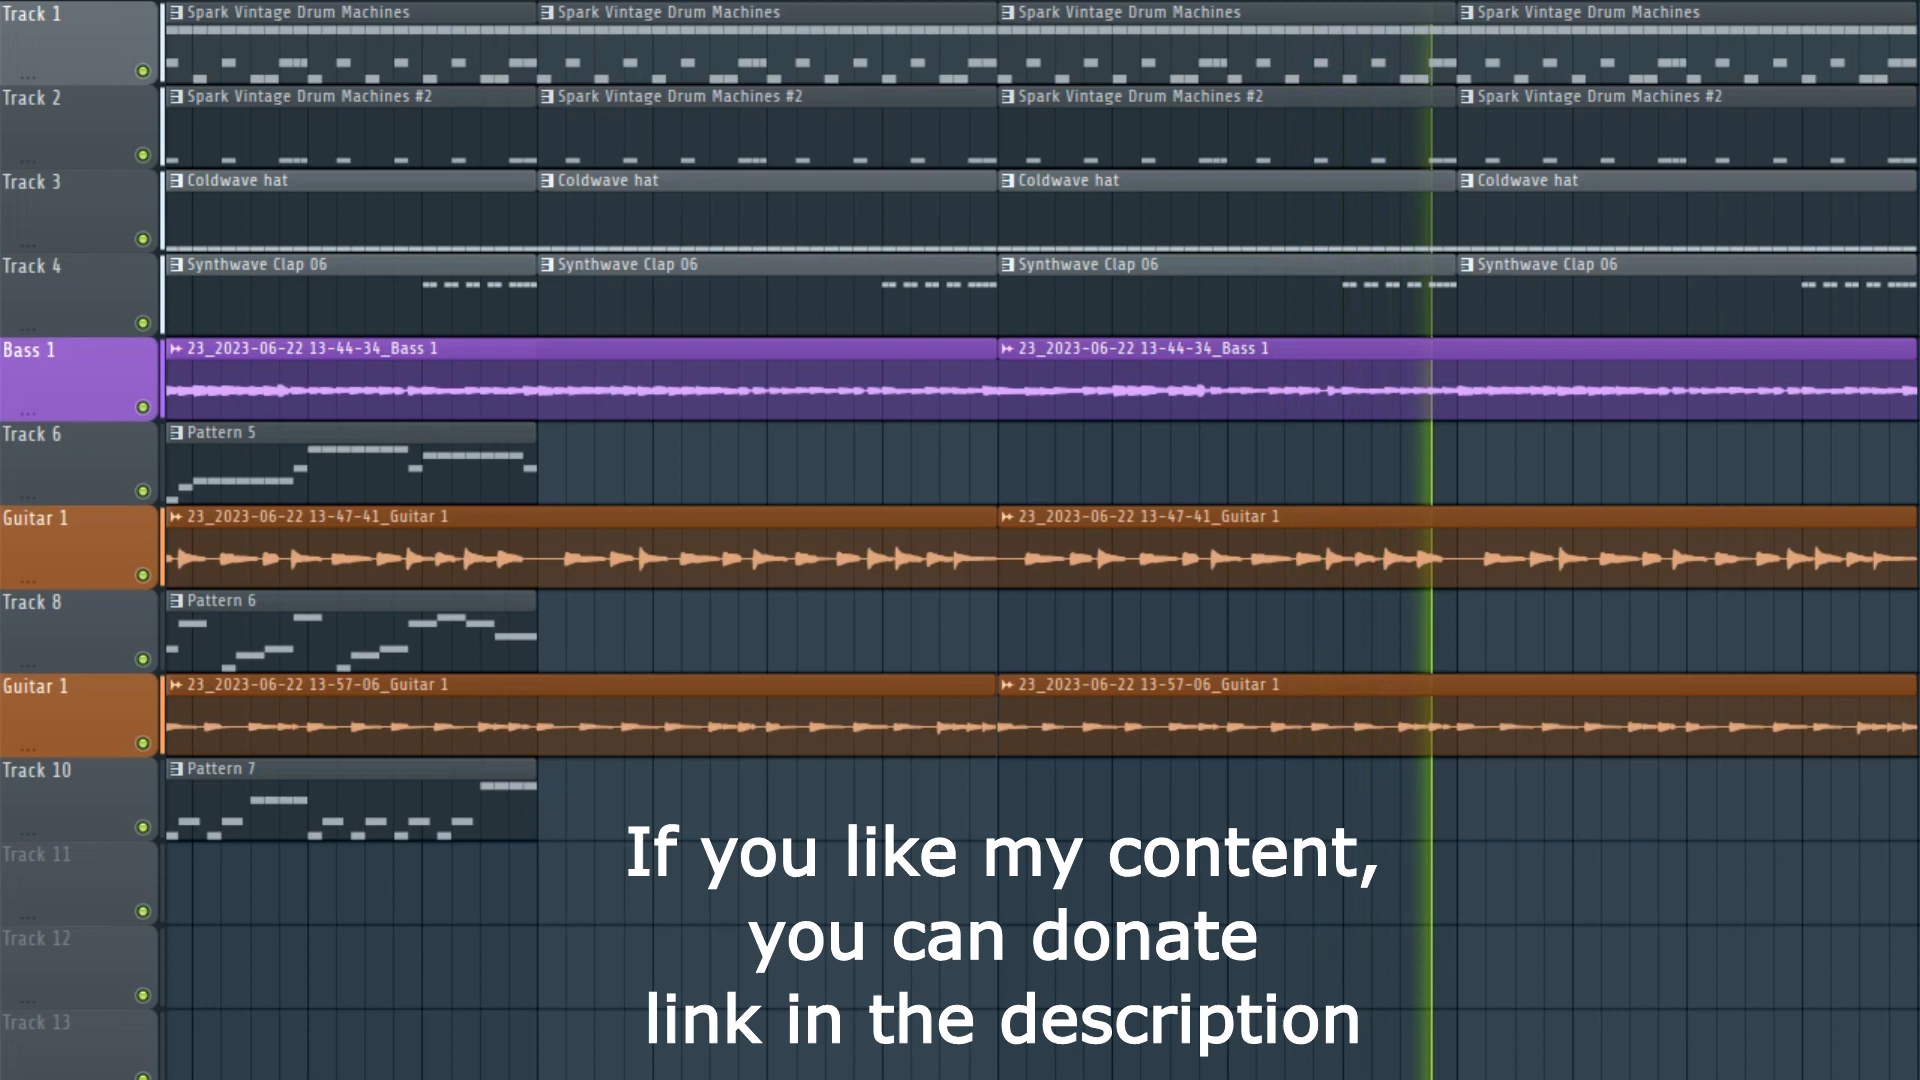 Track 1
Spark Vintage Drum Machines
Spark Vintage Drum Machines
Spark Vintage Drum Machines
Spark Vintage Drum Machines
Track 2
Spark Vintage Drum Machines #2
Spark Vintage Drum Machines #2
Spark Vintage Drum Machines #2
Spark Vintage Drum Machines #2
Track 3
Coldwave hat
Coldwave hat
Coldwave hat
Coldwave hat
Track 4
Synthwave Clap 06
Synthwave Clap 06
Synthwave Clap 06
Synthwave Clap 06
Bass 1
23_2023-06-22 13-44-34_Bass 1
23_2023-06-22 13-44-34_Bass 1
Track 6
Pattern 5
Guitar 1
23_2023-06-22 13-47-41_Guitar 1
23_2023-06-22 13-47-41_Guitar 1
Track 8
Pattern 6
Guitar 1
23_2023-06-22 13-57-06_Guitar 1
23_2023-06-22 13-57-06_Guitar 1
Track 10
Pattern 7
Track 11
Track 12
Track 13
If you like my content,
you can donate
link in the description